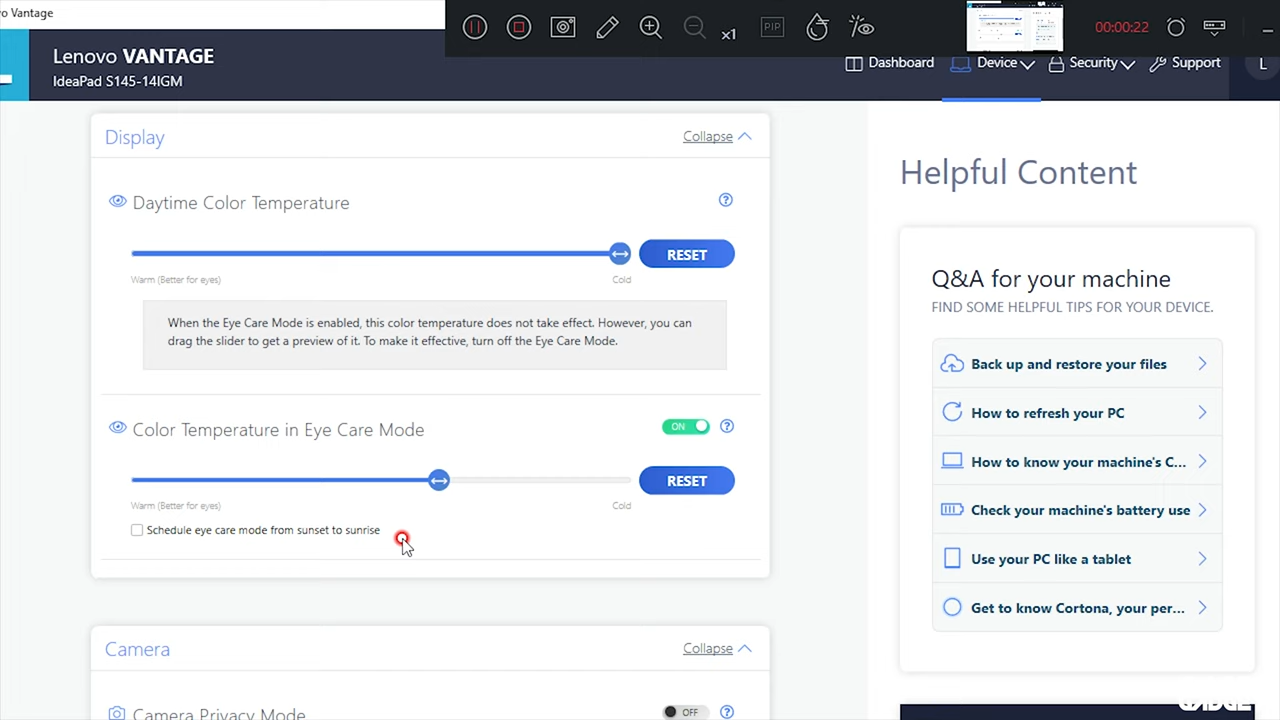 o Vantage
x1
00:00:22
Lenovo VANTAGE
IdeaPad S145-14IGM
Dashboard
Device
Security
Support
L
Display
Collapse
Daytime Color Temperature
RESET
Warm (Better for eyes)
Cold
When the Eye Care Mode is enabled, this color temperature does not take effect. However, you can
drag the slider to get a preview of it. To make it effective, turn off the Eye Care Mode.
Color Temperature in Eye Care Mode
ON
RESET
Warm (Better for eyes)
Cold
Schedule eye care mode from sunset to sunrise
Camera
Collapse
Camera Privacy Mode
OFF
Helpful Content
Q&A for your machine
FIND SOME HELPFUL TIPS FOR YOUR DEVICE.
Back up and restore your files
How to refresh your PC
How to know your machine's C...
Check your machine's battery use
Use your PC like a tablet
Get to know Cortona, your per...